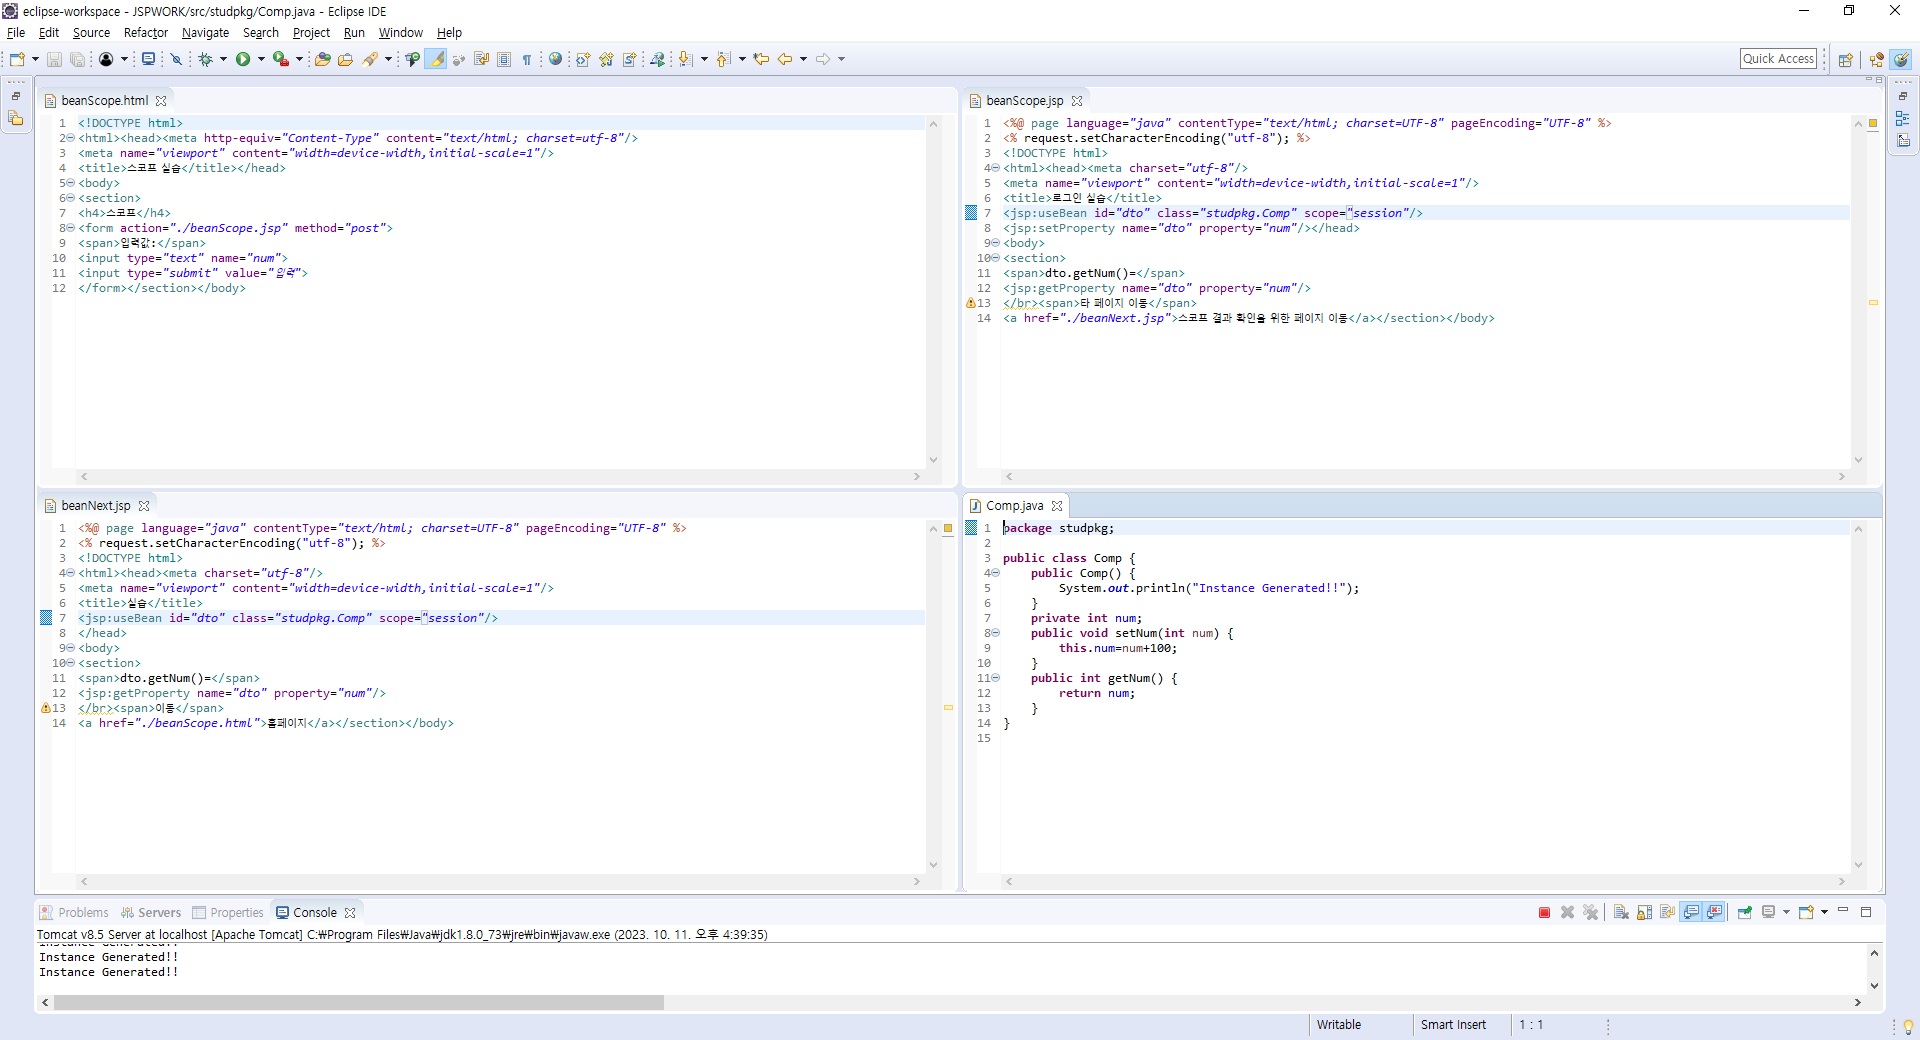 eclipse-workspace - JSPWORK/src/studpkg/Comp.java - Eclipse IDE
File Edit Source Refactor Navigate Search Project Run Window Help
Quick Access
beanScope.html
1 <!DOCTYPE html>
2 <html><head><meta http-equiv="Content-Type" content="text/html; charset=utf-8"/>
3 <meta name="viewport" content="width=device-width,initial-scale=1"/>
4 <title>스코프 실습</title></head>
5 <body>
6 <section>
7 <h4>스코프</h4>
8 <form action="./beanScope.jsp" method="post">
9 <span>입력값:</span>
10 <input type="text" name="num">
11 <input type="submit" value="입력">
12 </form></section></body>
beanScope.jsp
1 <%@ page language="java" contentType="text/html; charset=UTF-8" pageEncoding="UTF-8" %>
2 <% request.setCharacterEncoding("utf-8"); %>
3 <!DOCTYPE html>
4 <html><head><meta charset="utf-8"/>
5 <meta name="viewport" content="width=device-width,initial-scale=1"/>
6 <title>로그인 실습</title>
7 <jsp:useBean id="dto" class="studpkg.Comp" scope="session"/>
8 <jsp:setProperty name="dto" property="num"/></head>
9 <body>
10 <section>
11 <span>dto.getNum()=</span>
12 <jsp:getProperty name="dto" property="num"/>
13 </br><span>타 페이지 이동</span>
14 <a href="./beanNext.jsp">스코프 결과 확인을 위한 페이지 이동</a></section></body>
beanNext.jsp
1 <%@ page language="java" contentType="text/html; charset=UTF-8" pageEncoding="UTF-8" %>
2 <% request.setCharacterEncoding("utf-8"); %>
3 <!DOCTYPE html>
4 <html><head><meta charset="utf-8"/>
5 <meta name="viewport" content="width=device-width,initial-scale=1"/>
6 <title>실습</title>
7 <jsp:useBean id="dto" class="studpkg.Comp" scope="session"/>
8 </head>
9 <body>
10 <section>
11 <span>dto.getNum()=</span>
12 <jsp:getProperty name="dto" property="num"/>
13 </br><span>이동</span>
14 <a href="./beanScope.html">홈페이지</a></section></body>
Comp.java
1 package studpkg;
2
3 public class Comp {
4 public Comp() {
5 System.out.println("Instance Generated!!");
6 }
7 private int num;
8 public void setNum(int num) {
9 this.num=num+100;
10 }
11 public int getNum() {
12 return num;
13 }
14 }
15
Problems Servers Properties Console
Tomcat v8.5 Server at localhost [Apache Tomcat] C:₩Program Files₩Java₩jdk1.8.0_73₩jre₩bin₩javaw.exe (2023. 10. 11. 오후 4:39:35)
Instance Generated!!
Instance Generated!!
Instance Generated!!
Writable Smart Insert 1 : 1